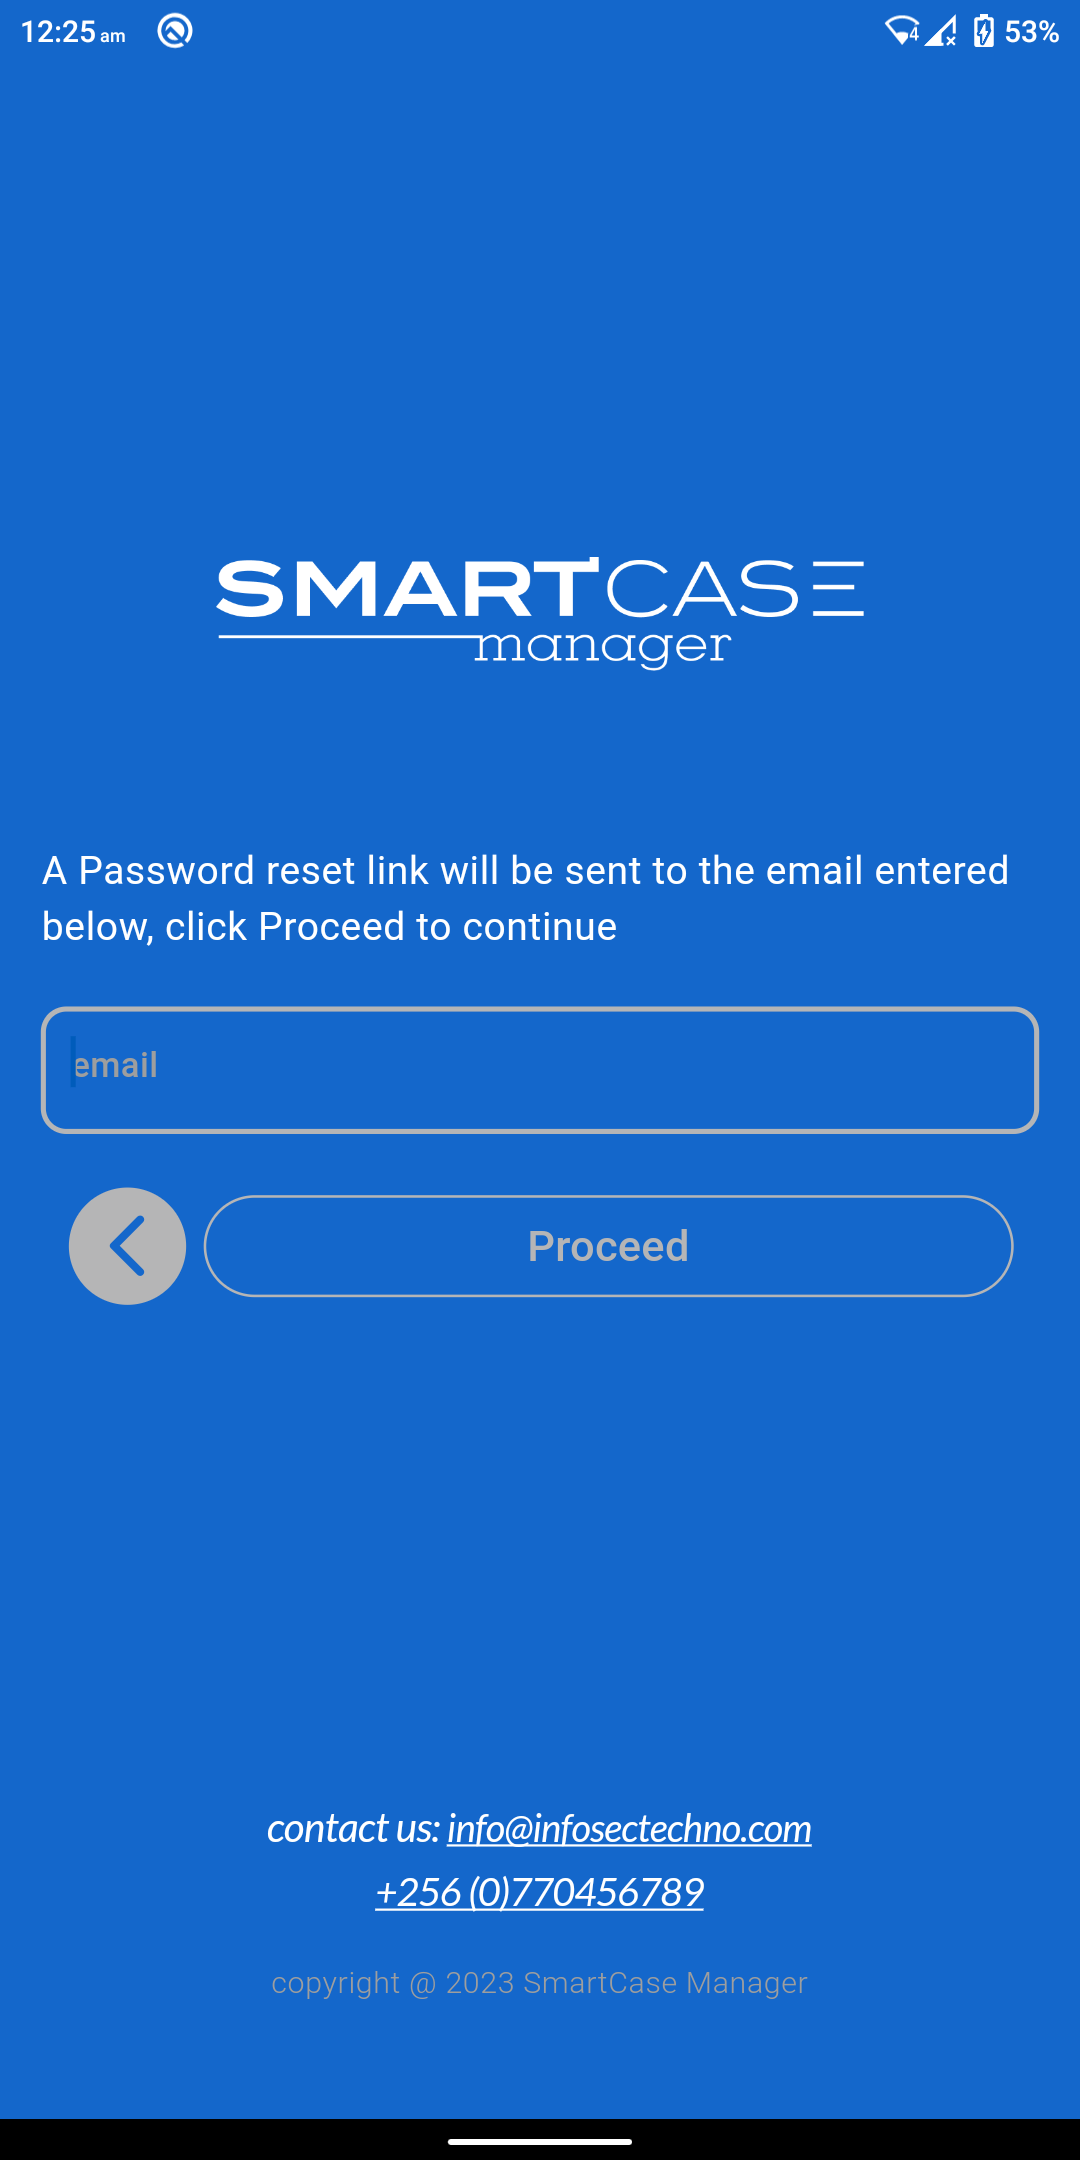 12:25 am 4 53%
SMARTCASE
manager
A Password reset link will be sent to the email entered
below, click Proceed to continue
email
Proceed
contact us: info@infosectechno.com
+256 (0)770456789
copyright @ 2023 SmartCase Manager